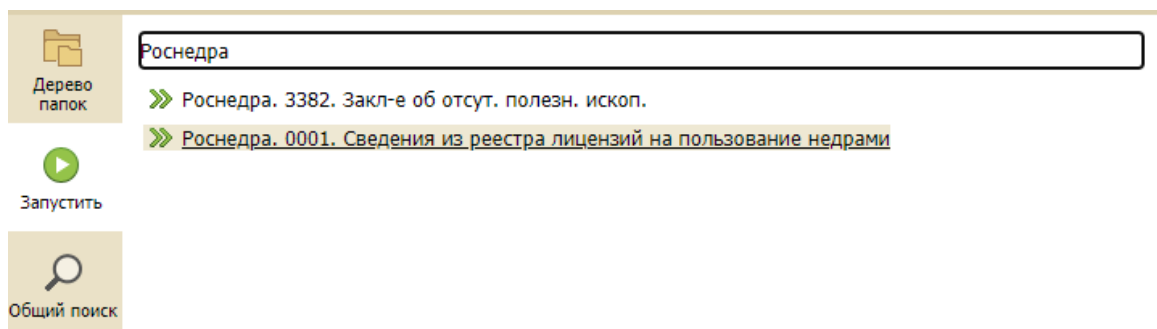 Дерево
папок
Запустить
Общий поиск
Роснедра
Роснедра. 3382. Закл-е об отсут. полезн. ископ.
Роснедра. 0001. Сведения из реестра лицензий на пользование недрами